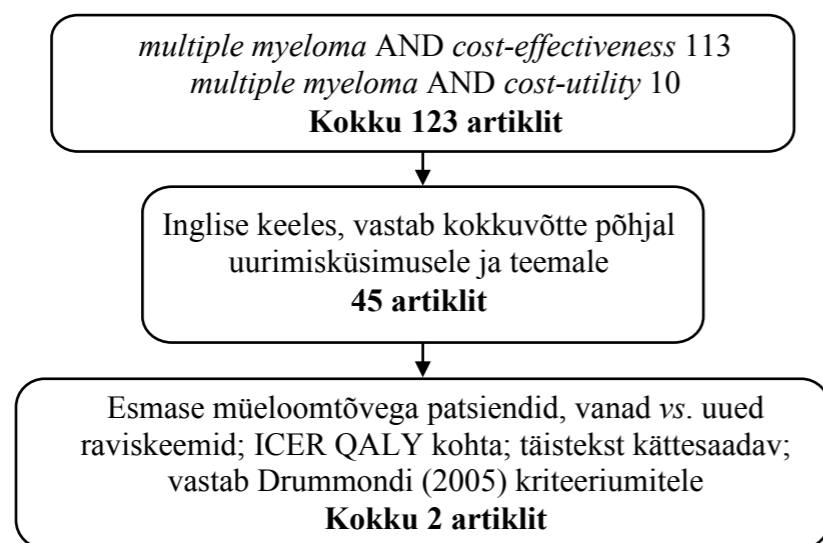 multiple myeloma AND cost-effectiveness 113
multiple myeloma AND cost-utility 10
Kokku 123 artiklit
Inglise keeles, vastab kokkuvõtte põhjal
uurimisküsimusele ja teemale
45 artiklit
Esmase müeloomtõvega patsiendid, vanad vs. uued
raviskeemid; ICER QALY kohta; täistekst kättesaadav;
vastab Drummondi (2005) kriteeriumitele
Kokku 2 artiklit